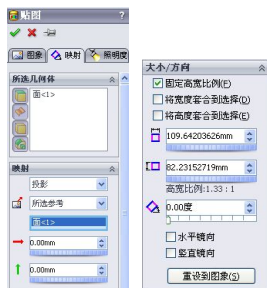 贴图
?
图象
映射
照明度
所选几何体
面<1>
映射
投影
所选参考
面<1>
0.00mm
0.00mm
大小/方向
固定高宽比例(F)
将宽度套合到选择(D)
将高度套合到选择(E)
109.64203626mm
82.23152719mm
高宽比例:1.33 : 1
0.00度
水平镜向
竖直镜向
重设到图象(S)